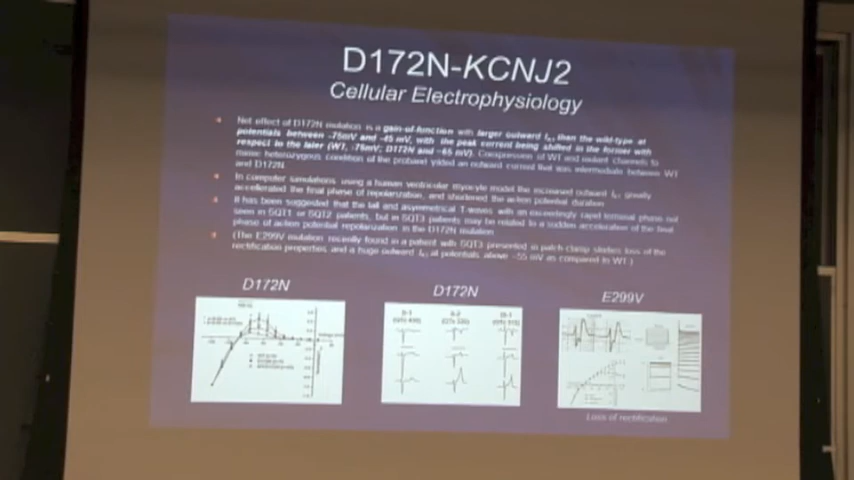 D172N-KCNJ2
Cellular Electrophysiology
Net effect of D172N mutation is a gain-of-function with larger outward I than the wild-type at
potentials between -75mV and -45 mV, with the peak current being shifted in the former with
respect to the later (WT, -75mV; D172N and -65 mV). Coexpression of WT and mutant channels to
mimic heterozygous condition of the proband yielded an outward current that was intermediate between WT
and D172N.
In computer simulations using a human ventricular myocyte model the increased outward I greatly
accelerated the final phase of repolarization, and shortened the action potential duration
It has been suggested that the tall and asymmetrical T-waves with an exceedingly rapid terminal phase not
seen in SQT1 or SQT2 patients, but in SQT3 patients may be related to a sudden acceleration of the final
phase of action potential repolarization in the D172N mutation
(The E299V mutation recently found in a patient with SQT3 presented in patch-clamp studies loss of the
rectification properties and a huge outward I at potentials above -55 mV as compared to WT.)
D172N
D172N
E299V
Loss of rectification